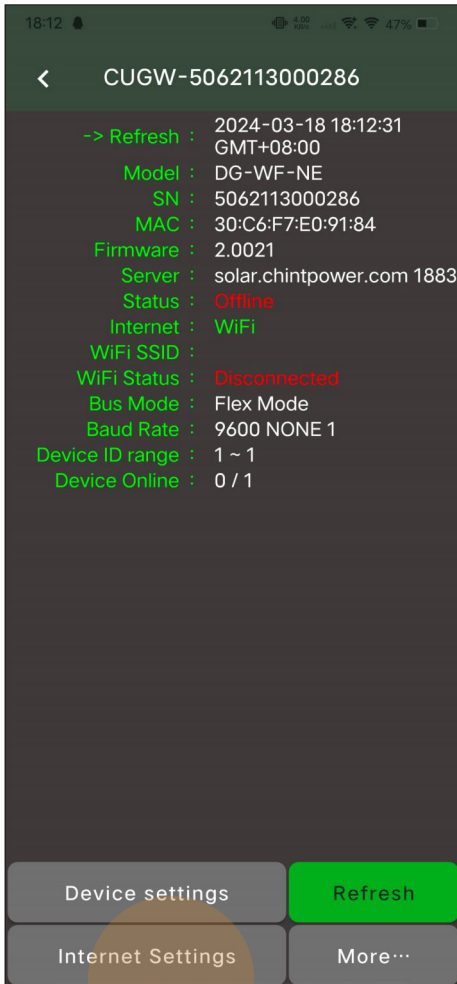 18:12 4.00 KB/s 47%
CUGW-5062113000286
-> Refresh : 2024-03-18 18:12:31
GMT+08:00
Model : DG-WF-NE
SN : 5062113000286
MAC : 30:C6:F7:E0:91:84
Firmware : 2.0021
Server : solar.chintpower.com 1883
Status : Offline
Internet : WiFi
WiFi SSID :
WiFi Status : Disconnected
Bus Mode : Flex Mode
Baud Rate : 9600 NONE 1
Device ID range : 1 ~ 1
Device Online : 0 / 1
Device settings Refresh
Internet Settings More···